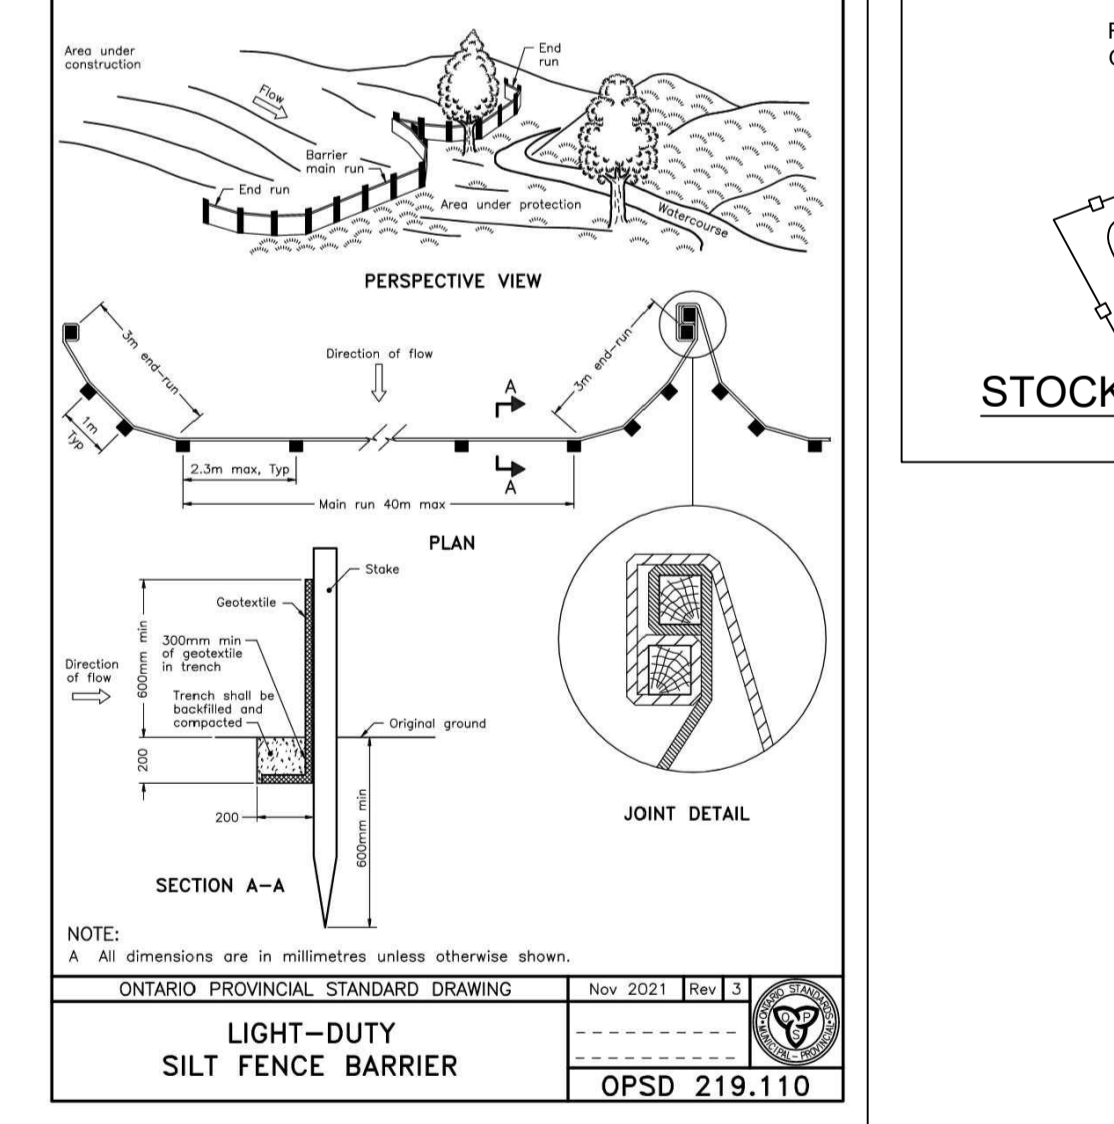 Area under
construction
Flow
End
run
Barrier
main run
End run
Area under protection
Watercourse
PERSPECTIVE VIEW
3m end-run
Direction of flow
3m end-run
A
1m
Typ
2.3m max, Typ
A
Main run 40m max
PLAN
Stake
Geotextile
300mm min
of geotextile
in trench
Direction
of flow
600mm min
Trench shall be
backfilled and
compacted
Original ground
200
200
600mm min
JOINT DETAIL
SECTION A-A
NOTE:
A All dimensions are in millimetres unless otherwise shown.
ONTARIO PROVINCIAL STANDARD DRAWING
Nov 2021 Rev 3
LIGHT-DUTY
SILT FENCE BARRIER
OPSD 219.110
ONTARIO STANDARDS
MUNICIPAL - PROVINCIAL
O P
S
STOCK